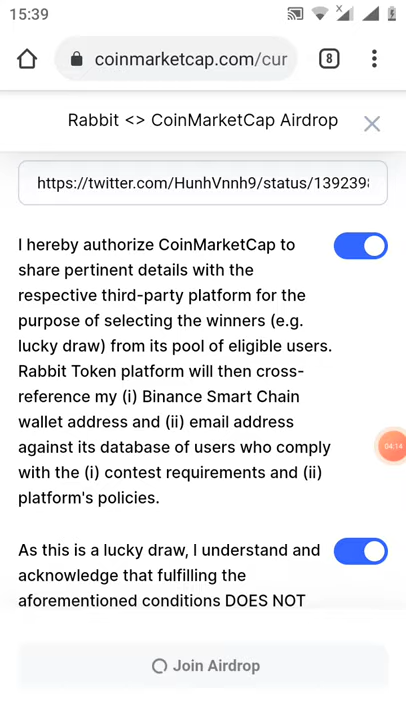 15:39
coinmarketcap.com/cur
8
Rabbit <> CoinMarketCap Airdrop
https://twitter.com/HunhVnnh9/status/139239
I hereby authorize CoinMarketCap to
share pertinent details with the
respective third-party platform for the
purpose of selecting the winners (e.g.
lucky draw) from its pool of eligible users.
Rabbit Token platform will then cross-
reference my (i) Binance Smart Chain
wallet address and (ii) email address
against its database of users who comply
with the (i) contest requirements and (ii)
platform's policies.
04:14
As this is a lucky draw, I understand and
acknowledge that fulfilling the
aforementioned conditions DOES NOT
Join Airdrop